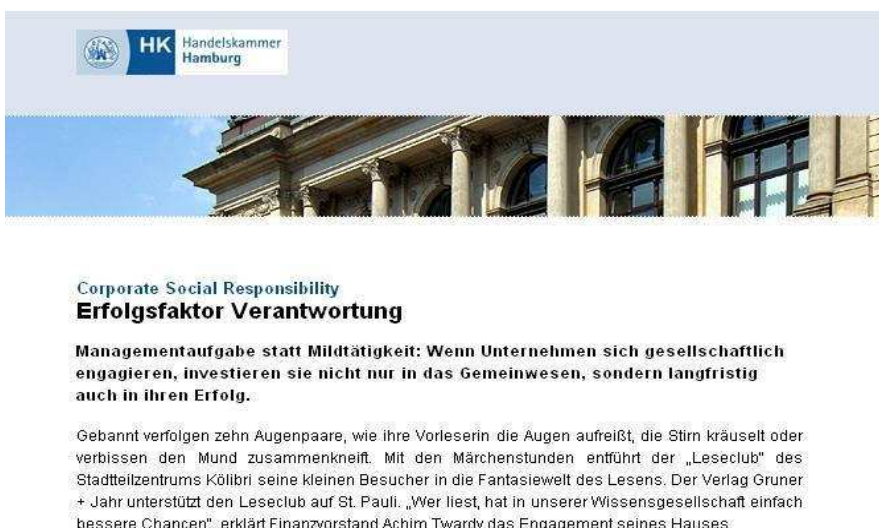 HK Handelskammer
Hamburg
Corporate Social Responsibility
Erfolgsfaktor Verantwortung
Managementaufgabe statt Mildtätigkeit: Wenn Unternehmen sich gesellschaftlich
engagieren, investieren sie nicht nur in das Gemeinwesen, sondern langfristig
auch in ihren Erfolg.
Gebannt verfolgen zehn Augenpaare, wie ihre Vorleserin die Augen aufreißt, die Stirn kräuselt oder
verbissen den Mund zusammenkneift. Mit den Märchenstunden entführt der „Leseclub" des
Stadtteilzentrums Kölibri seine kleinen Besucher in die Fantasiewelt des Lesens. Der Verlag Gruner
+ Jahr unterstützt den Leseclub auf St. Pauli. „Wer liest, hat in unserer Wissensgesellschaft einfach
bessere Chancen", erklärt Finanzvorstand Achim Twardy das Engagement seines Hauses.